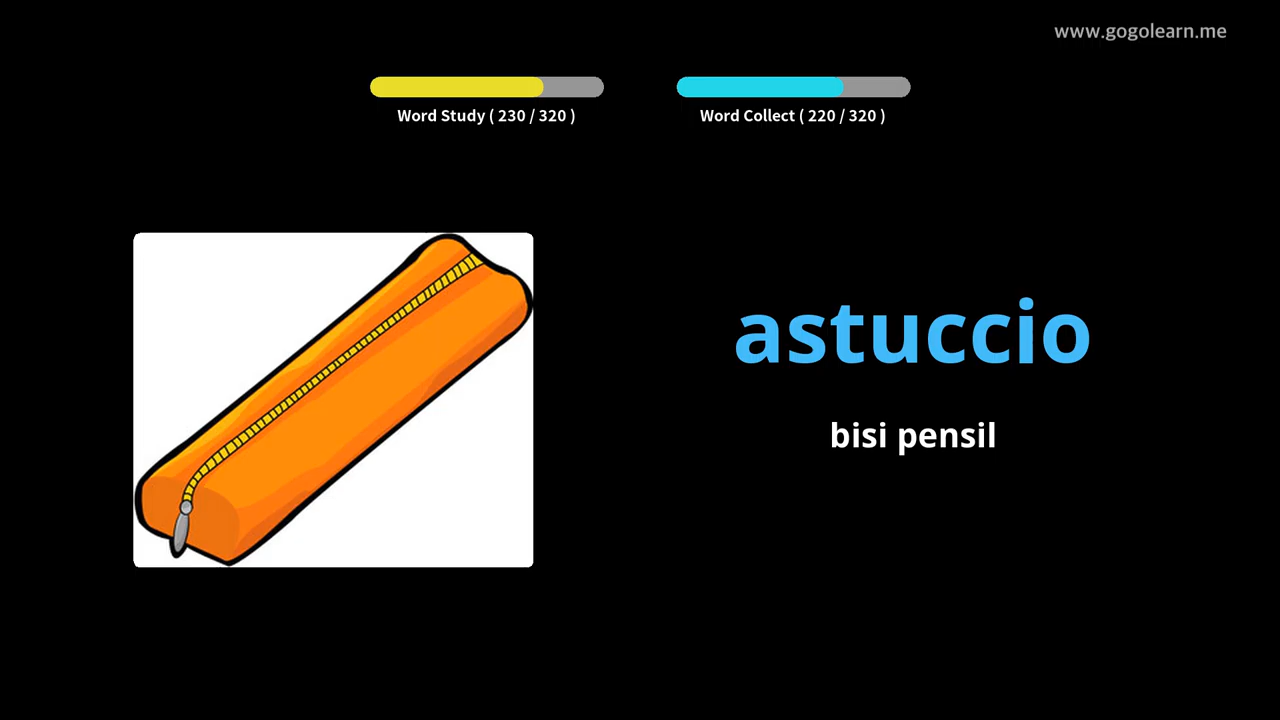 www.gogolearn.me
Word Study ( 230 / 320 )
Word Collect ( 220 / 320 )
astuccio
bisi pensil